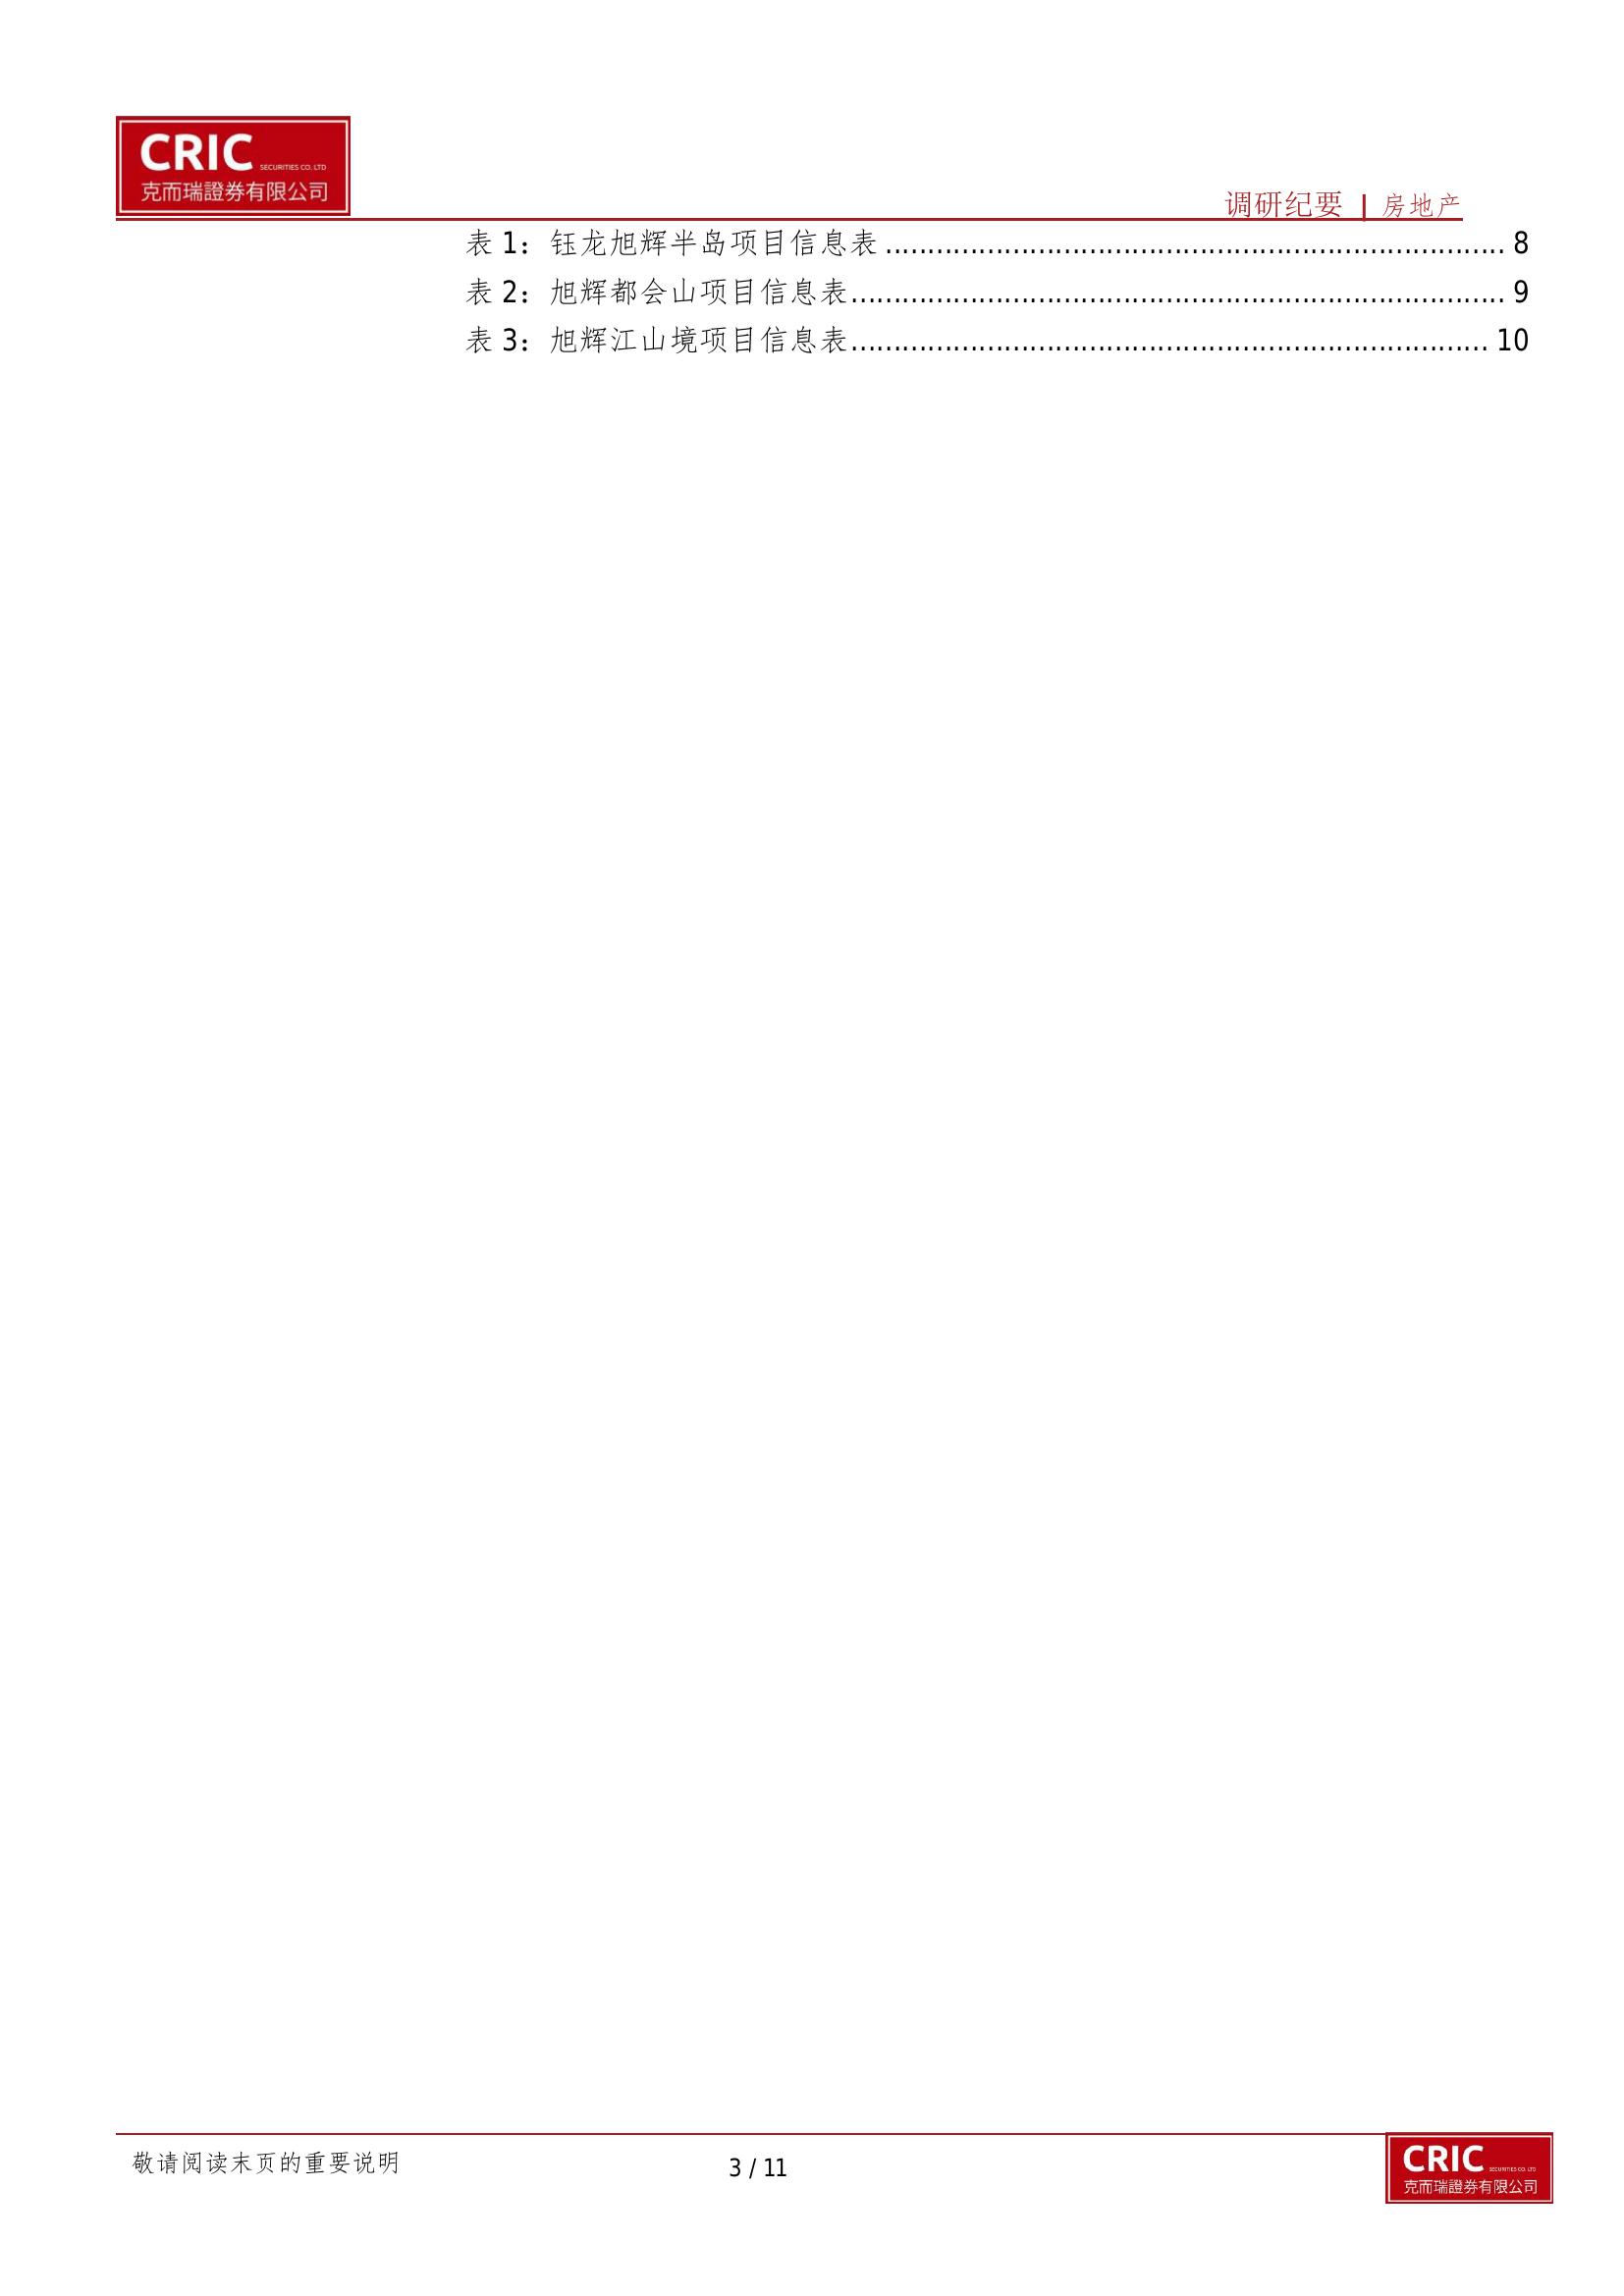 CRIC SECURITIES CO. LTD
克而瑞證券有限公司
调研纪要 | 房地产
表 1：钰龙旭辉半岛项目信息表 ........................................................................ 8
表 2：旭辉都会山项目信息表............................................................................ 9
表 3：旭辉江山境项目信息表.......................................................................... 10
敬请阅读末页的重要说明
3 / 11
CRIC SECURITIES CO. LTD
克而瑞證券有限公司